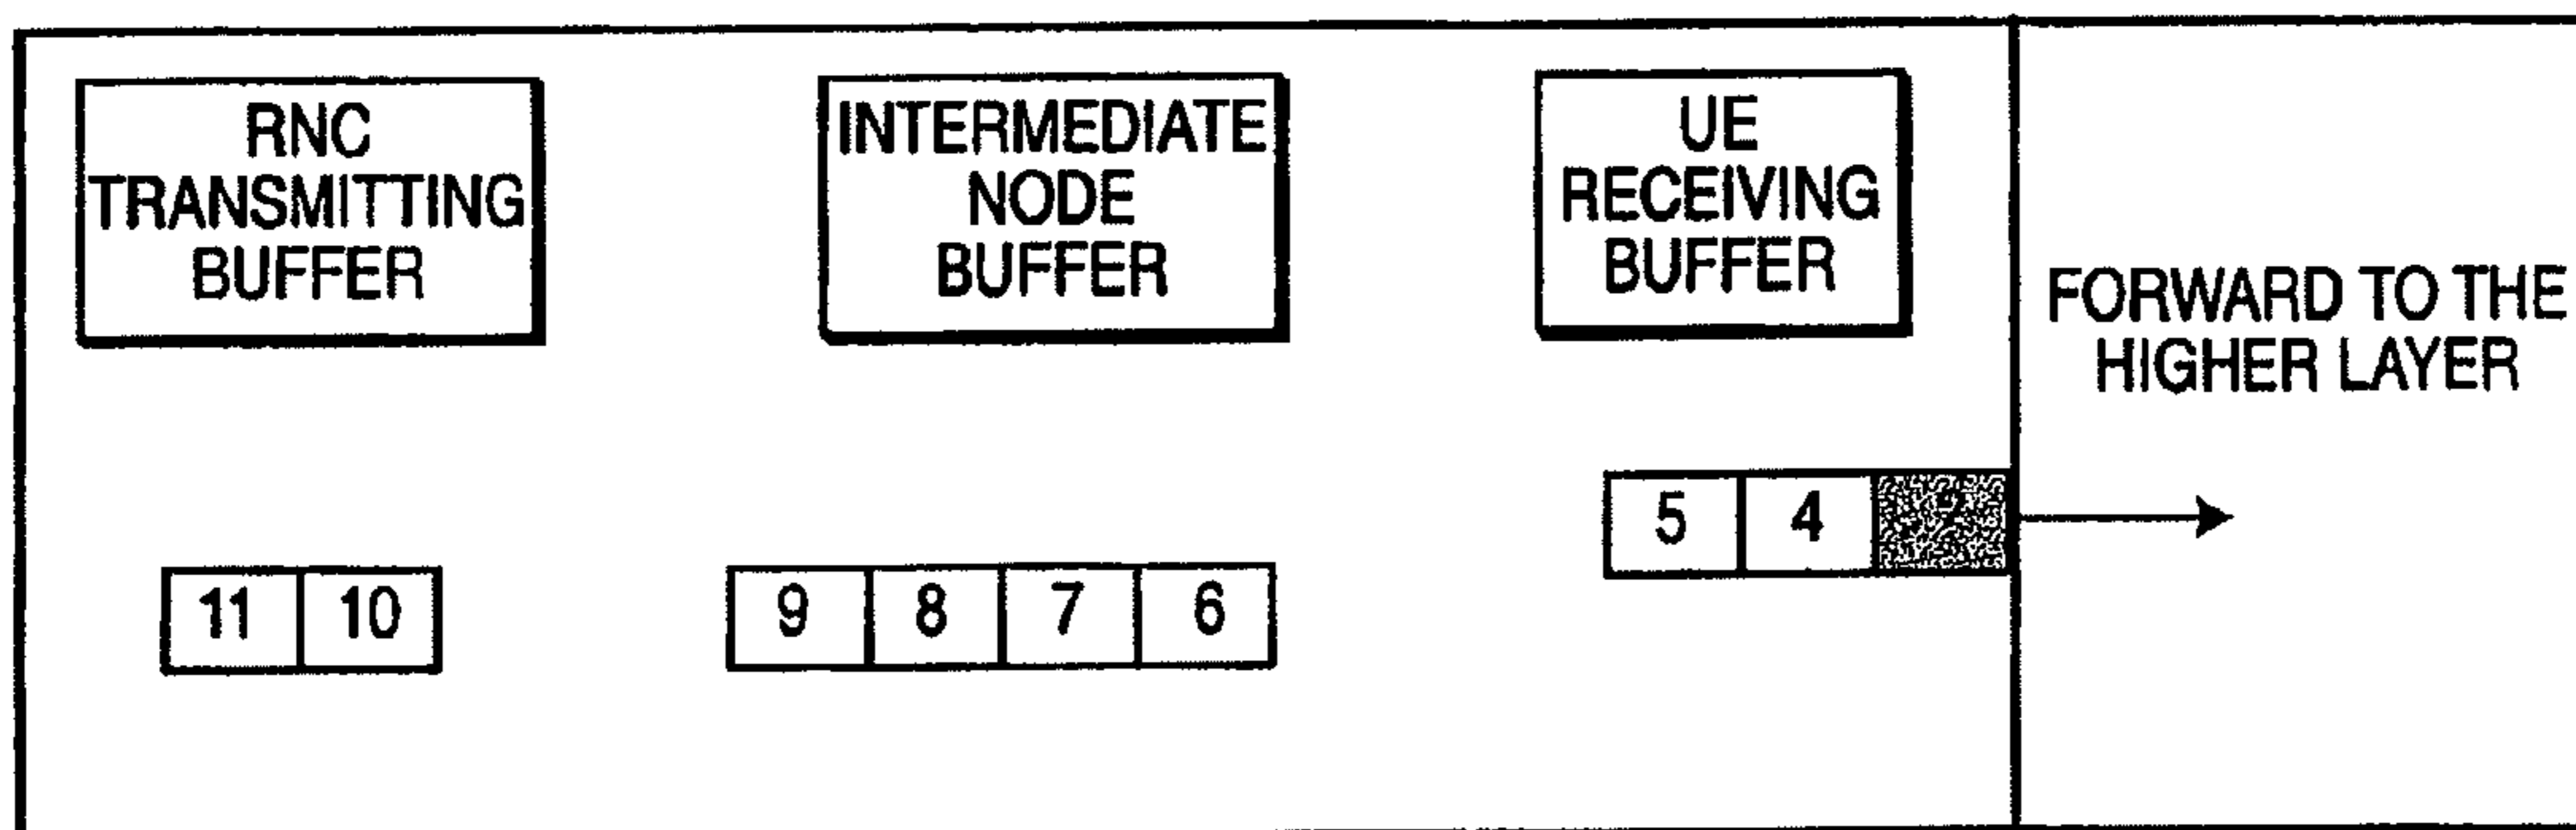 RNC
TRANSMITTING
BUFFER
INTERMEDIATE
NODE
BUFFER
UE
RECEIVING
BUFFER
FORWARD TO THE
HIGHER LAYER
5 4
11 10
9 8 7 6